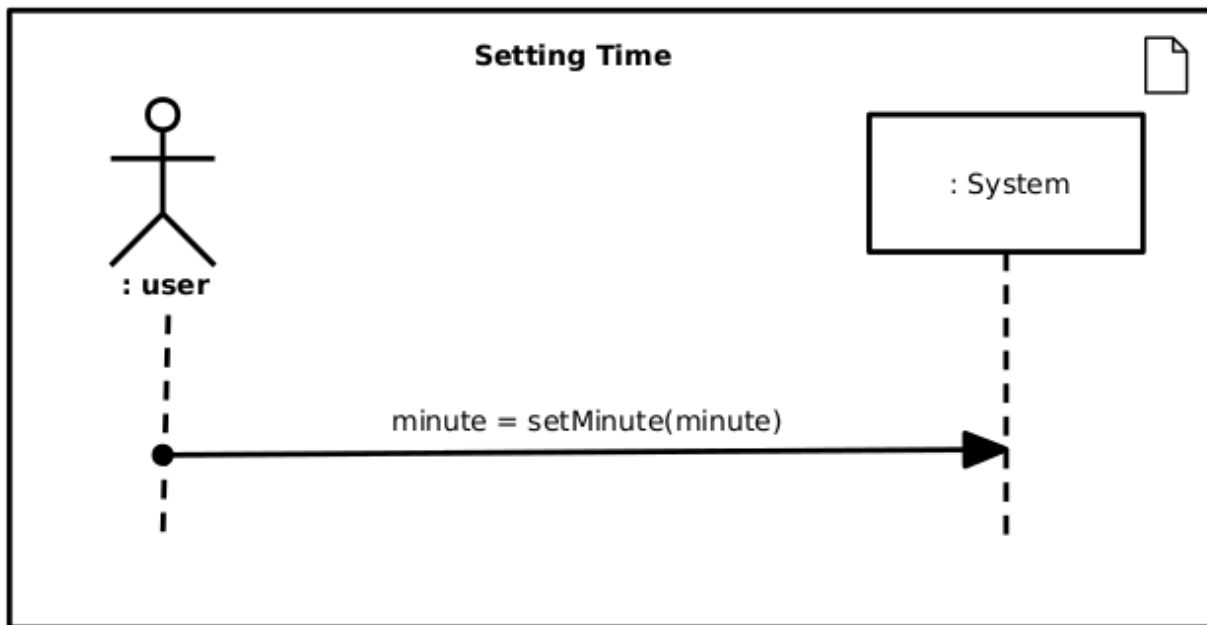 Setting Time
: System
: user
minute = setMinute(minute)